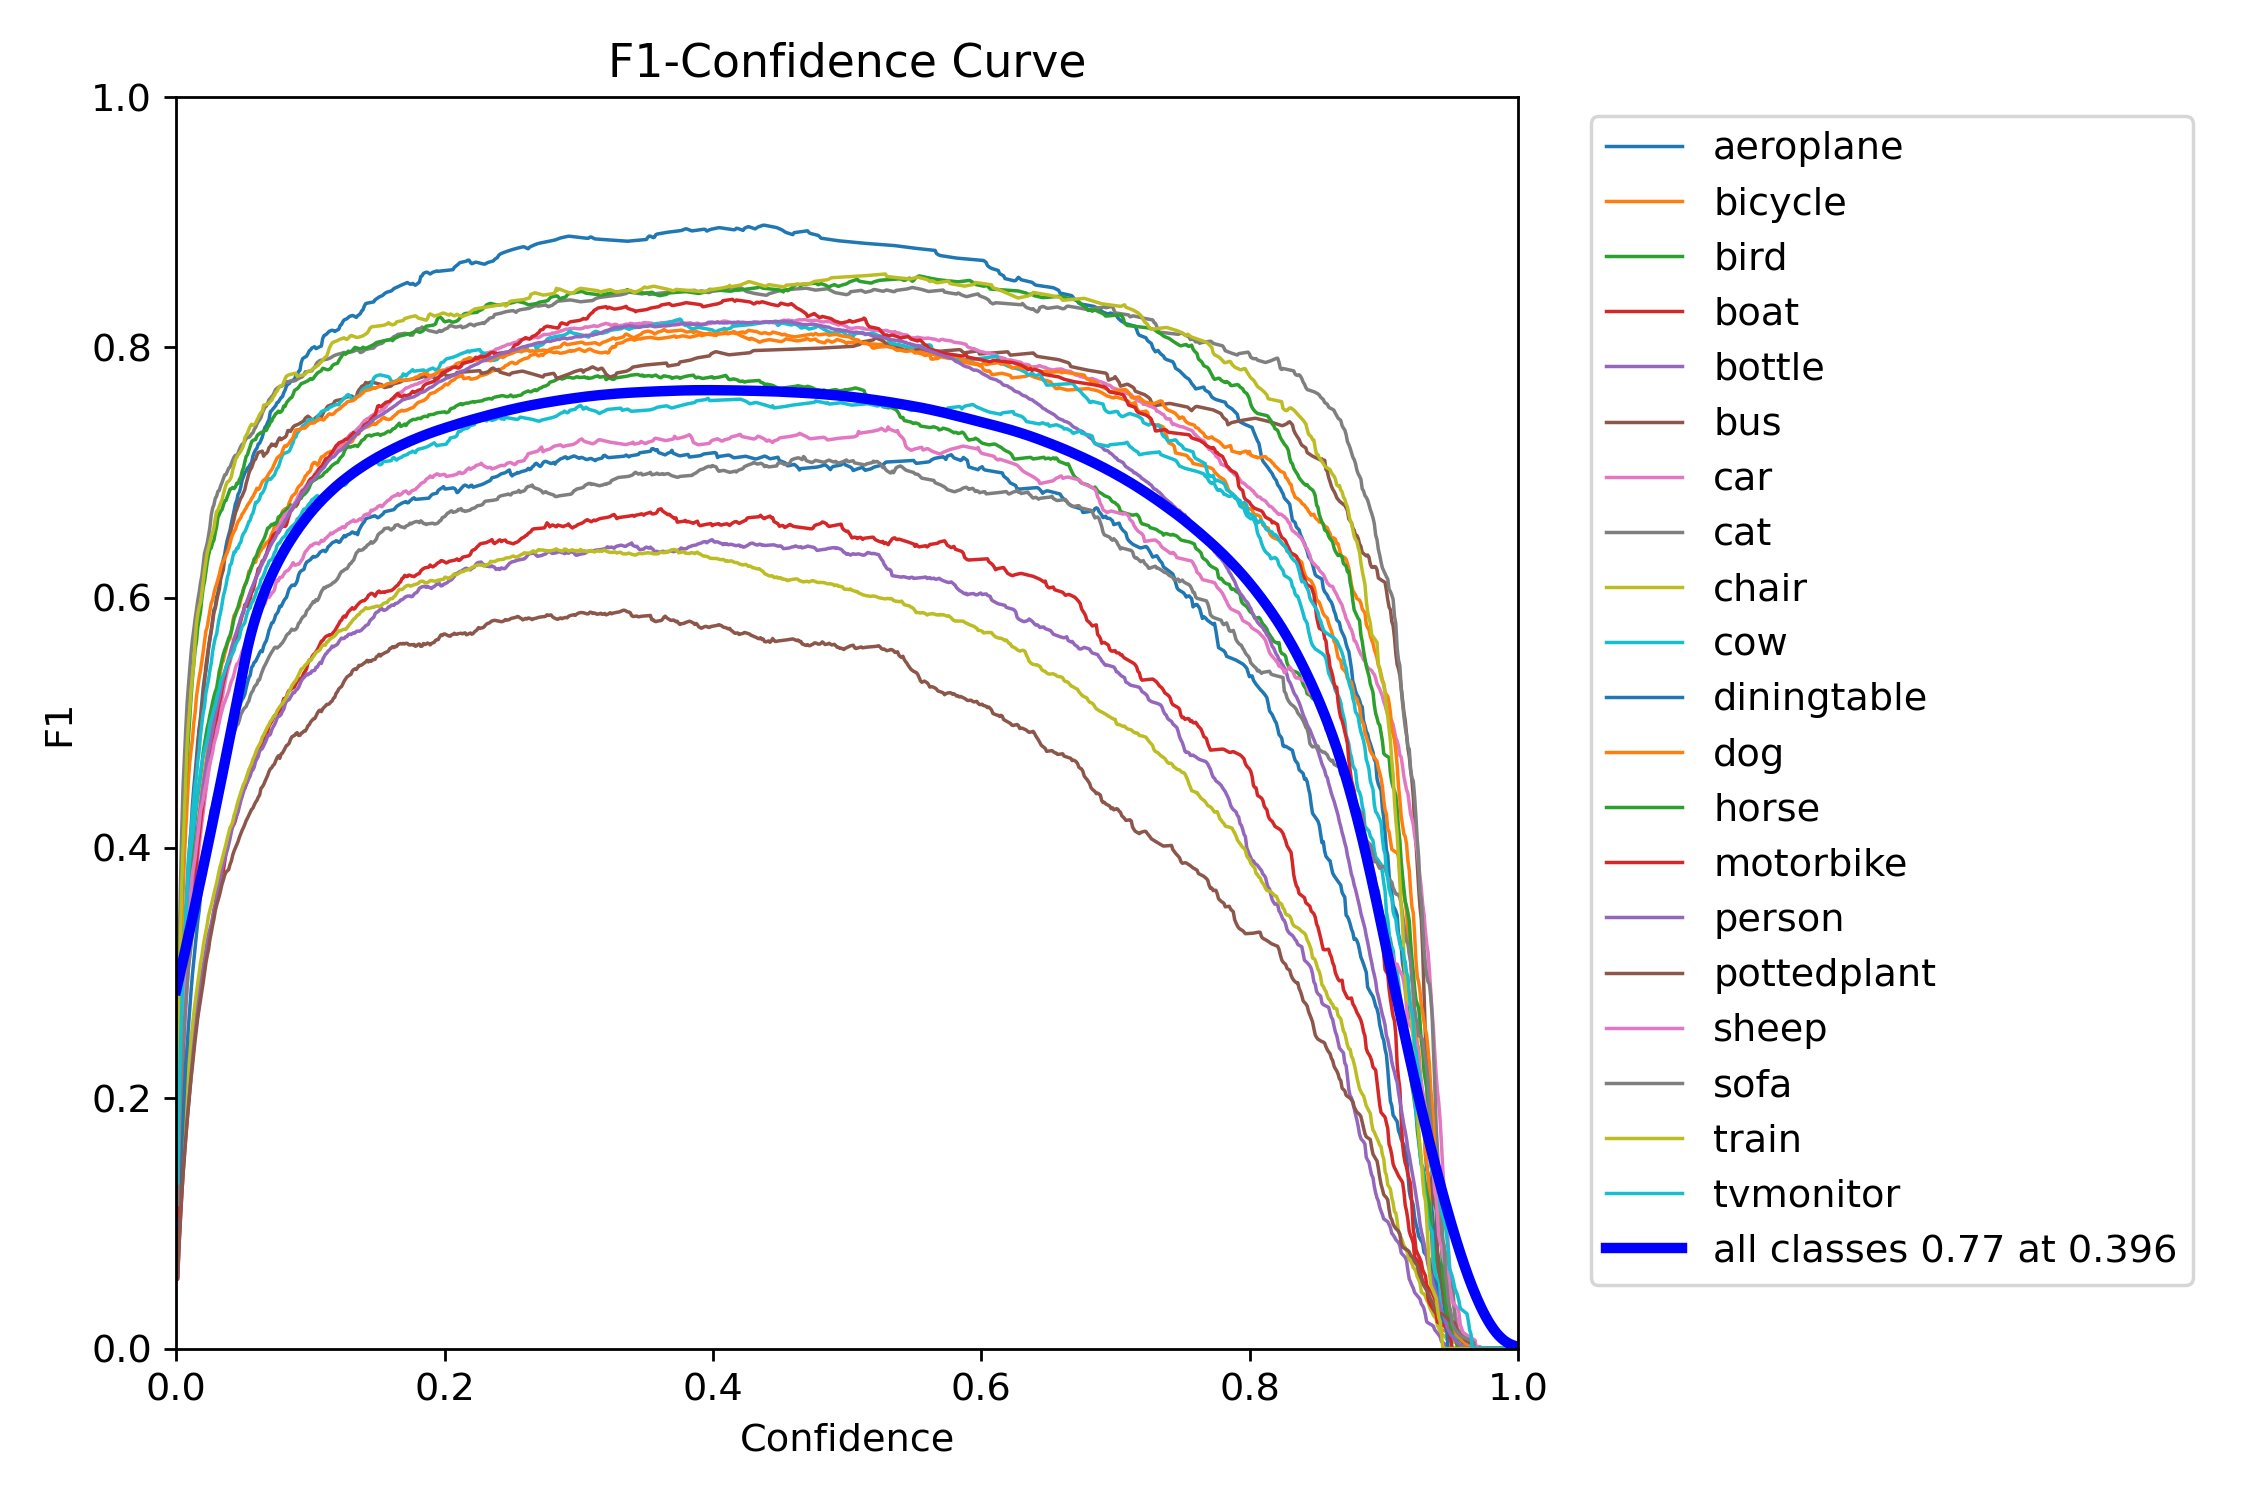 F1-Confidence Curve
1.0
0.8
0.6
0.4
0.2
0.0
F1
0.0 0.2 0.4 0.6 0.8 1.0
Confidence
aeroplane
bicycle
bird
boat
bottle
bus
car
cat
chair
cow
diningtable
dog
horse
motorbike
person
pottedplant
sheep
sofa
train
tvmonitor
all classes 0.77 at 0.396